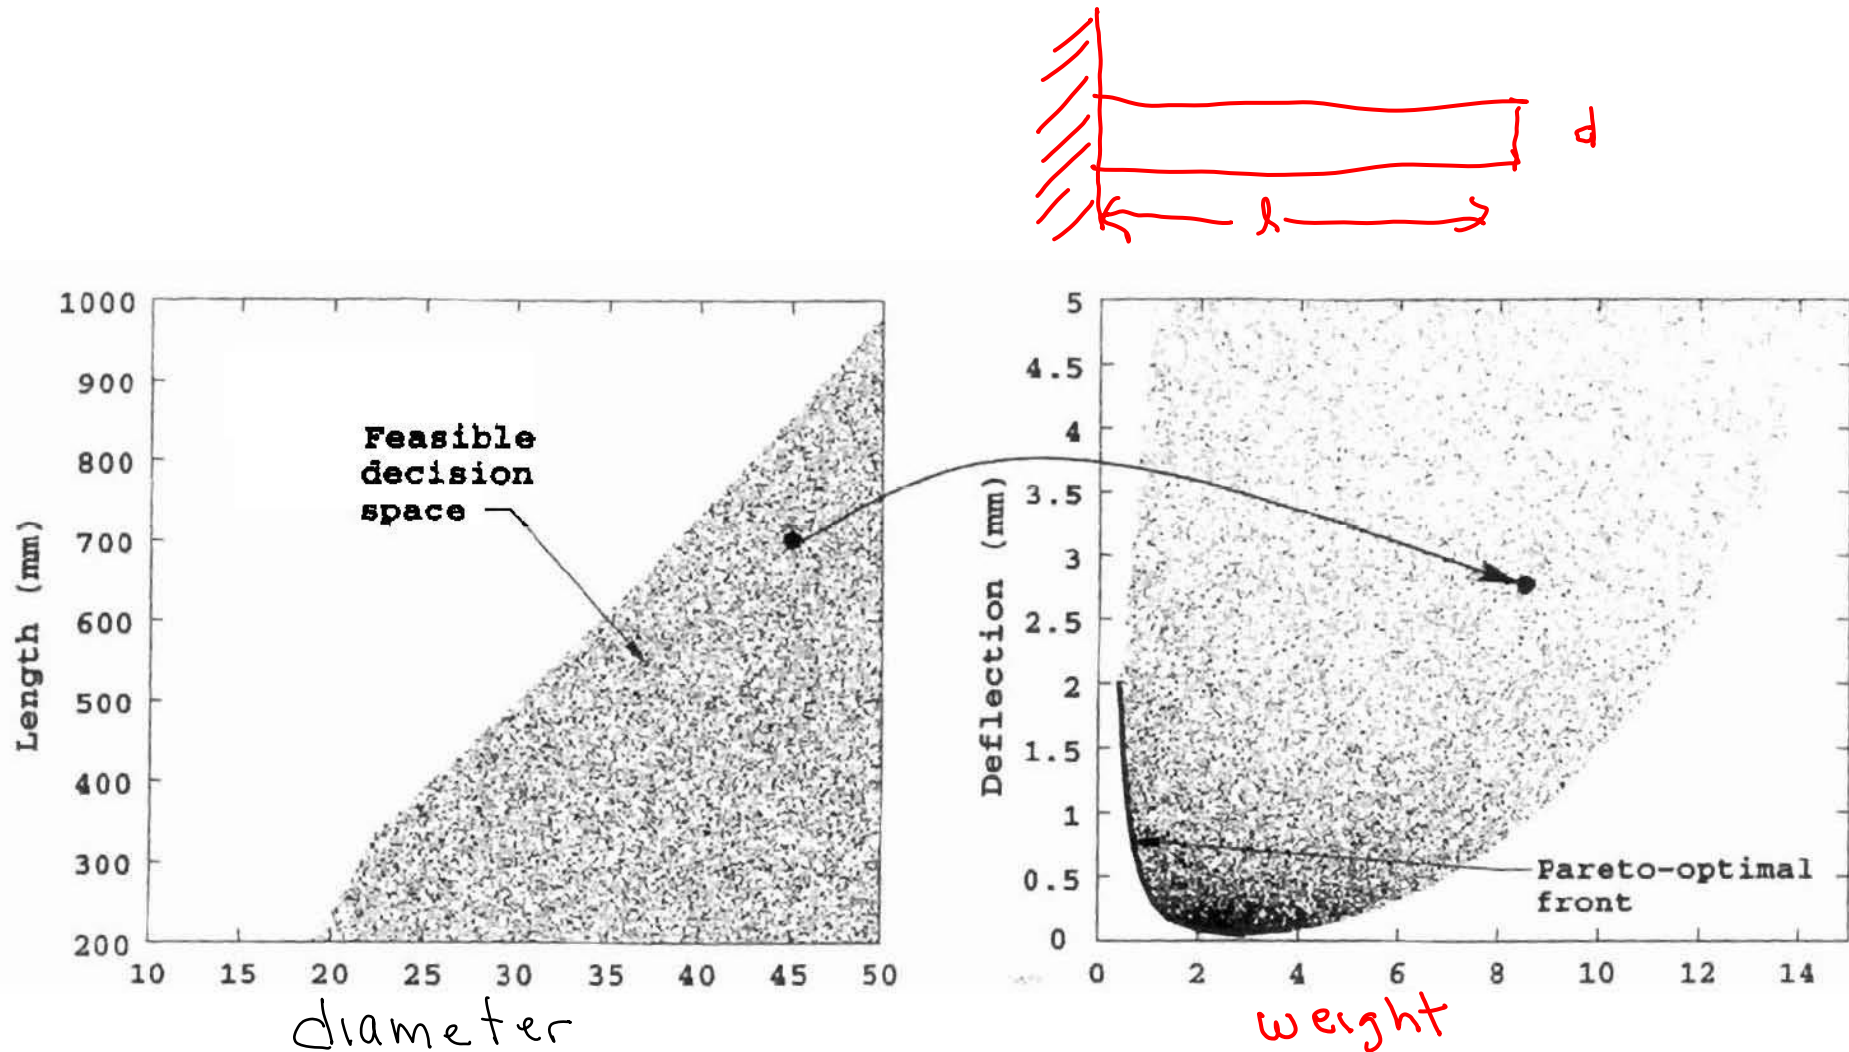 d
l
1000
900
800
700
600
500
400
300
200
Length (mm)
Feasible
decision
space
10 15 20 25 30 35 40 45 50
diameter
5
4.5
4
3.5
3
2.5
2
1.5
1
0.5
0
Deflection (mm)
Pareto-optimal
front
0 2 4 6 8 10 12 14
weight